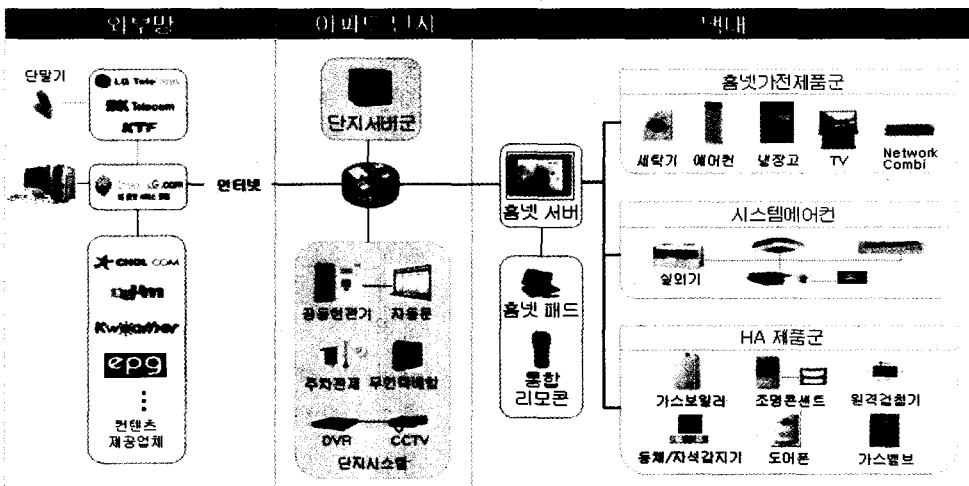 외부망
아파트 단지
댁내
단말기
LG Tele
SK Telecom
KTF
LG.com
인터넷
CHOL.COM
Kweather
epg
컨텐츠
제공업체
단지서버군
공동현관기
자동문
주차관제
무인택배함
DVR
CCTV
단지시스템
홈넷 서버
홈넷 패드
통합
리모콘
홈넷가전제품군
세탁기
에어컨
냉장고
TV
Network
Combi
시스템에어컨
실외기
HA 제품군
가스보일러
조명콘센트
원격검침기
동체/자석감지기
도어폰
가스밸브